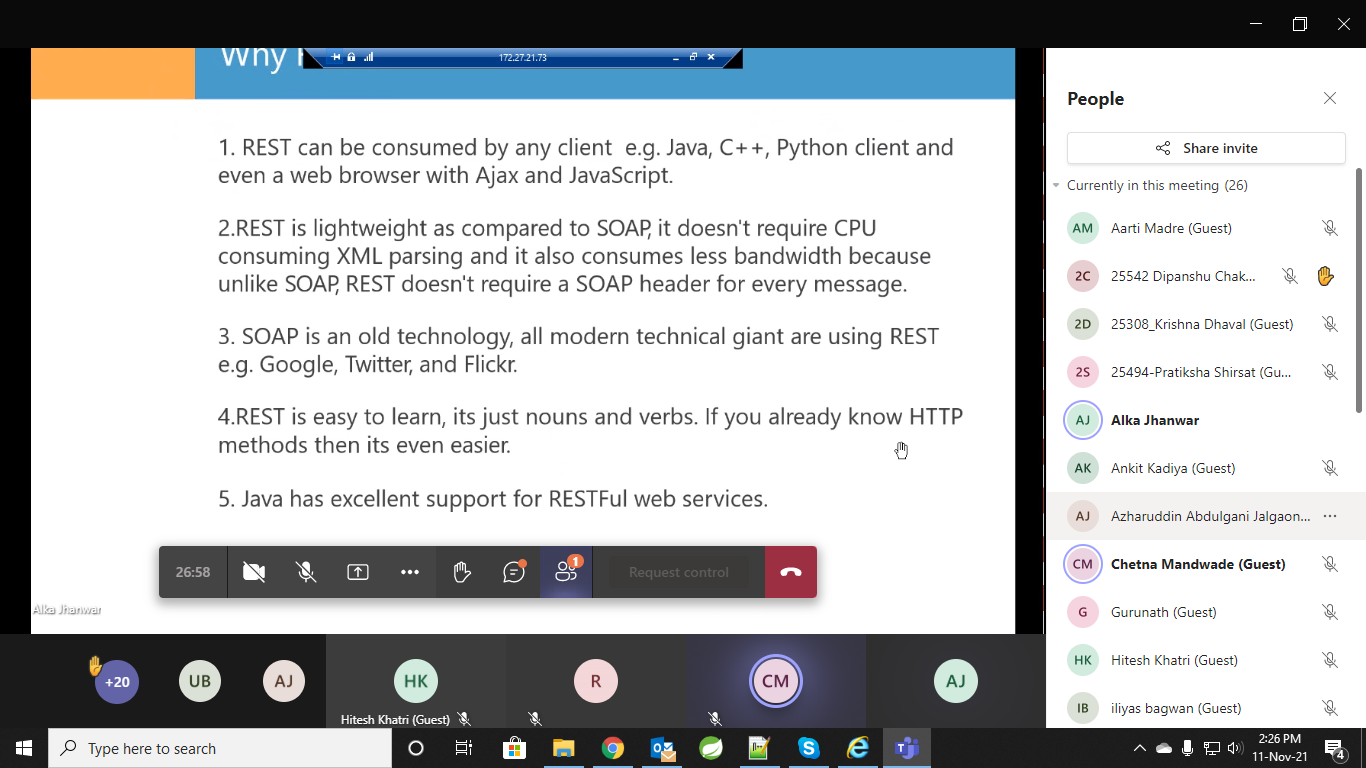 Why
172.27.21.73
1. REST can be consumed by any client  e.g. Java, C++, Python client and
even a web browser with Ajax and JavaScript.
2.REST is lightweight as compared to SOAP, it doesn't require CPU
consuming XML parsing and it also consumes less bandwidth because
unlike SOAP, REST doesn't require a SOAP header for every message.
3. SOAP is an old technology, all modern technical giant are using REST
e.g. Google, Twitter, and Flickr.
4.REST is easy to learn, its just nouns and verbs. If you already know HTTP
methods then its even easier.
5. Java has excellent support for RESTFul web services.
26:58
1
Request control
Alka Jhanwar
+20
UB
AJ
HK
Hitesh Khatri (Guest)
R
CM
AJ
People
Share invite
Currently in this meeting (26)
AM Aarti Madre (Guest)
2C 25542 Dipanshu Chak...
2D 25308_Krishna Dhaval (Guest)
2S 25494-Pratiksha Shirsat (Gu...
AJ Alka Jhanwar
AK Ankit Kadiya (Guest)
AJ Azharuddin Abdulgani Jalgaon...
CM Chetna Mandwade (Guest)
G Gurunath (Guest)
HK Hitesh Khatri (Guest)
IB iliyas bagwan (Guest)
Type here to search
2:26 PM
11-Nov-21
4